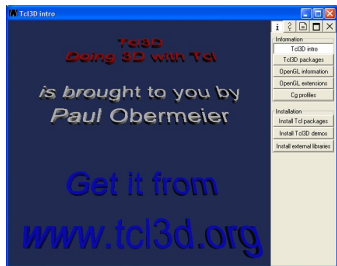 Tcl3D intro
Tcl3D
Doing 3D with Tcl
is brought to you by
Paul Obermeier
Get it from
www.tcl3d.org
i ?
Information
Tcl3D intro
Tcl3D packages
OpenGL information
OpenGL extensions
Cg profiles
Installation
Install Tcl packages
Install Tcl3D demos
Install external libraries